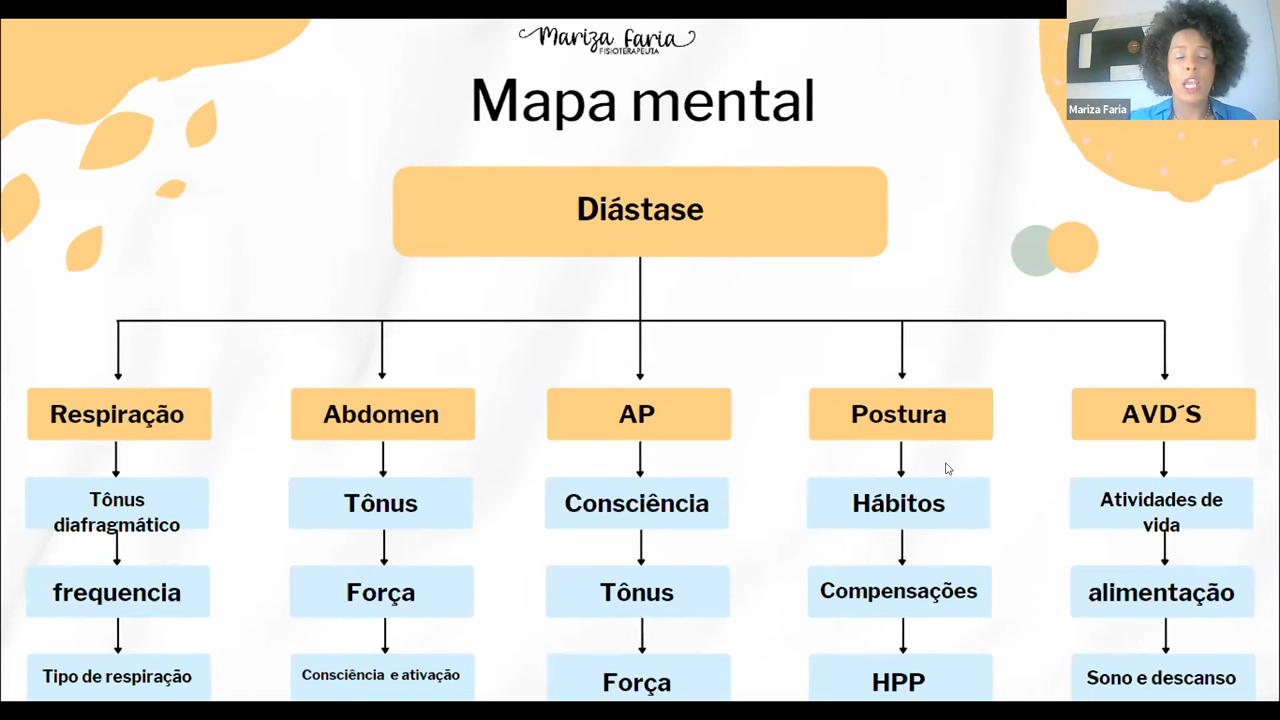 Mariza Faria
FISIOTERAPEUTA
Mapa mental
Mariza Faria
Diástase
Respiração
Abdomen
AP
Postura
AVD´S
Tônus
diafragmático
Tônus
Consciência
Hábitos
Atividades de
vida
frequencia
Força
Tônus
Compensações
alimentação
Tipo de respiração
Consciência e ativação
Força
HPP
Sono e descanso